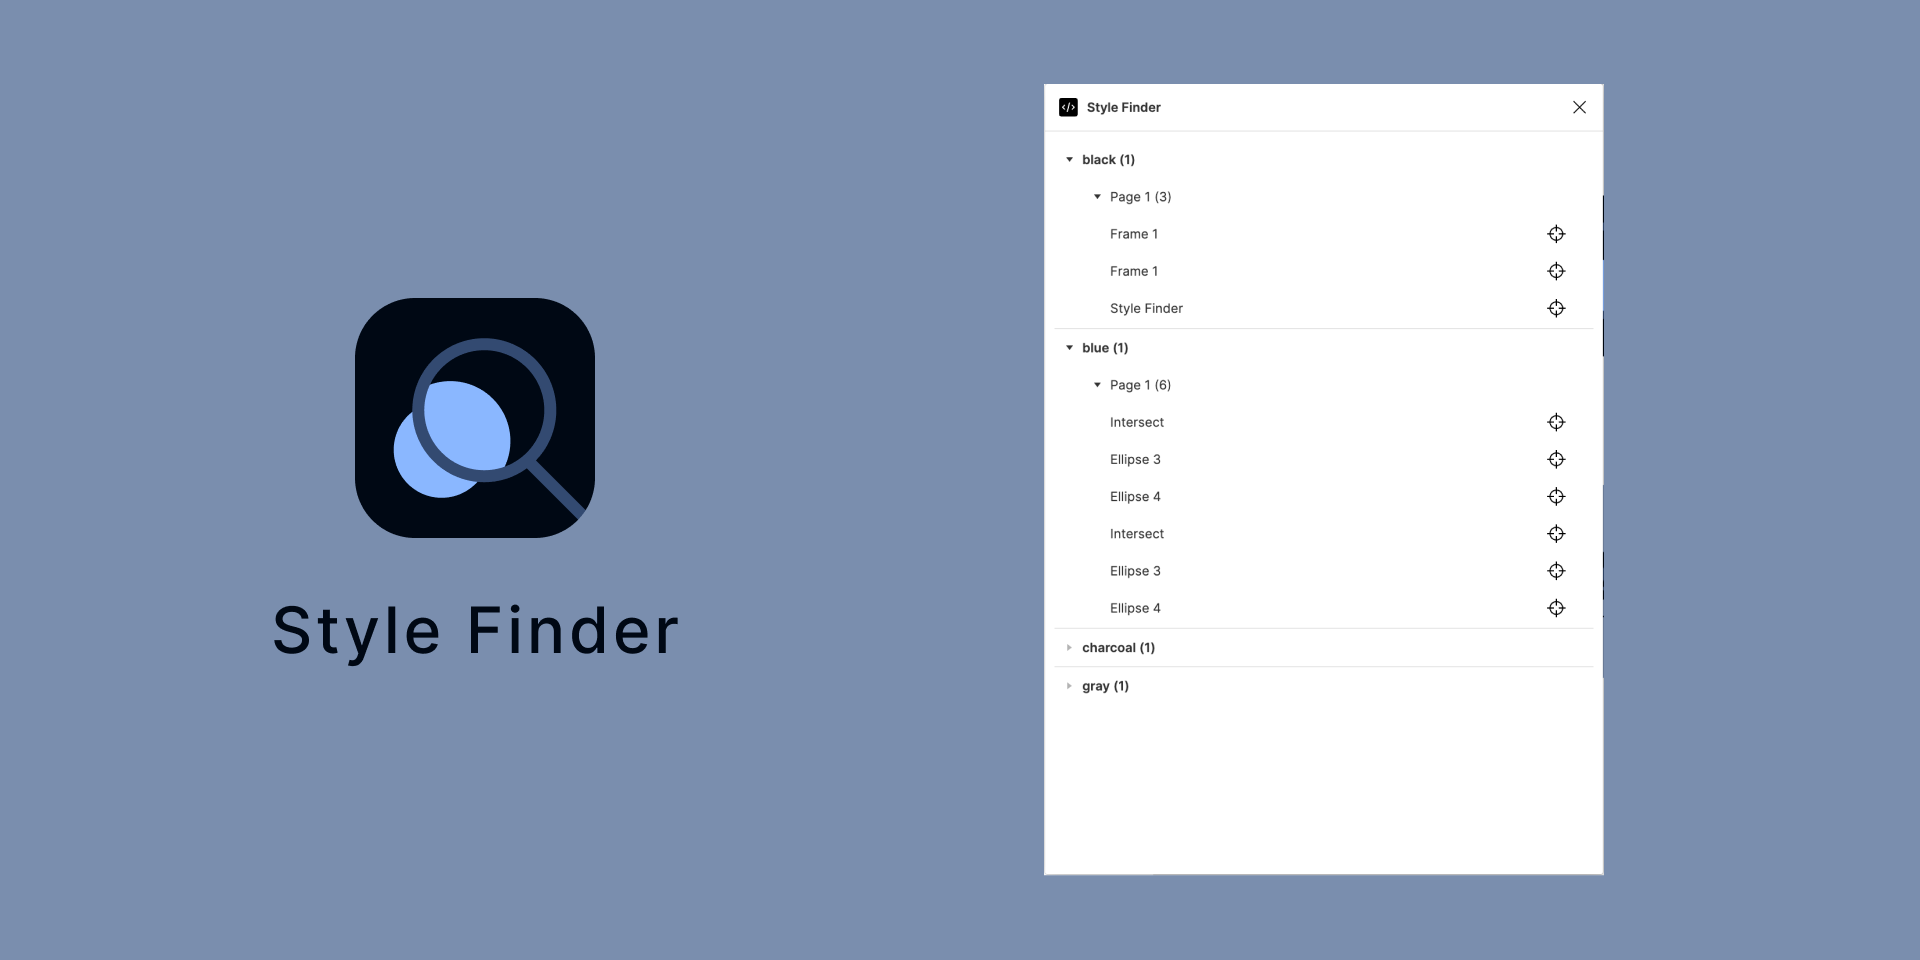 Style Finder
Style Finder
black (1)
Page 1 (3)
Frame 1
Frame 1
Style Finder
blue (1)
Page 1 (6)
Intersect
Ellipse 3
Ellipse 4
Intersect
Ellipse 3
Ellipse 4
charcoal (1)
gray (1)